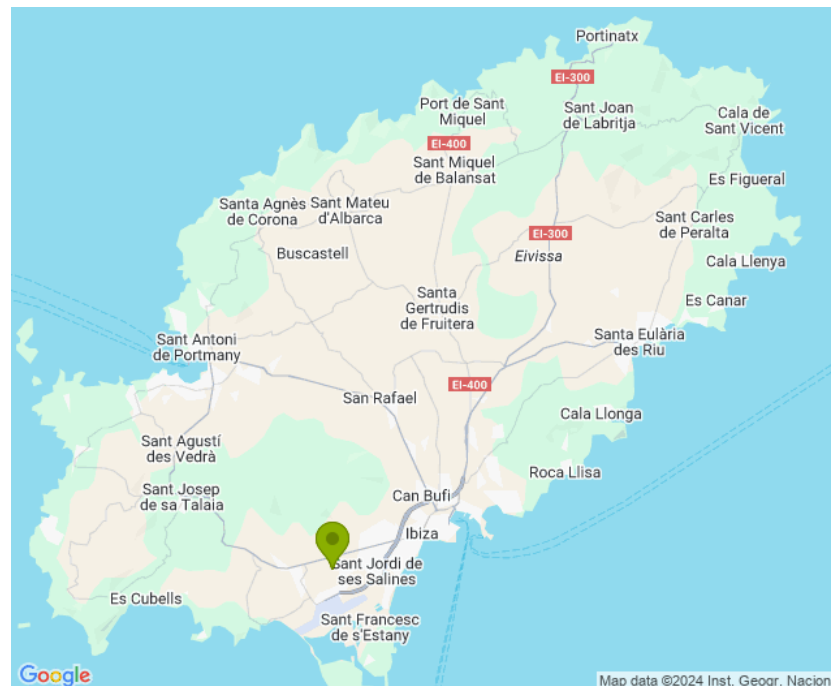 Portinatx
EI-300
Port de Sant
Miquel
Sant Joan
de Labritja
Cala de
Sant Vicent
EI-400
Sant Miquel
de Balansat
Es Figueral
Santa Agnès
de Corona
Sant Mateu
d'Albarca
Sant Carles
de Peralta
EI-300
Buscastell
Eivissa
Cala Llenya
Santa
Gertrudis
de Fruitera
Es Canar
Sant Antoni
de Portmany
Santa Eulària
des Riu
EI-400
San Rafael
Cala Llonga
Sant Agustí
des Vedrà
Roca Llisa
Sant Josep
de sa Talaia
Can Bufi
Ibiza
Sant Jordi de
ses Salines
Es Cubells
Sant Francesc
de s'Estany
Google
Map data ©2024 Inst. Geogr. Nacion